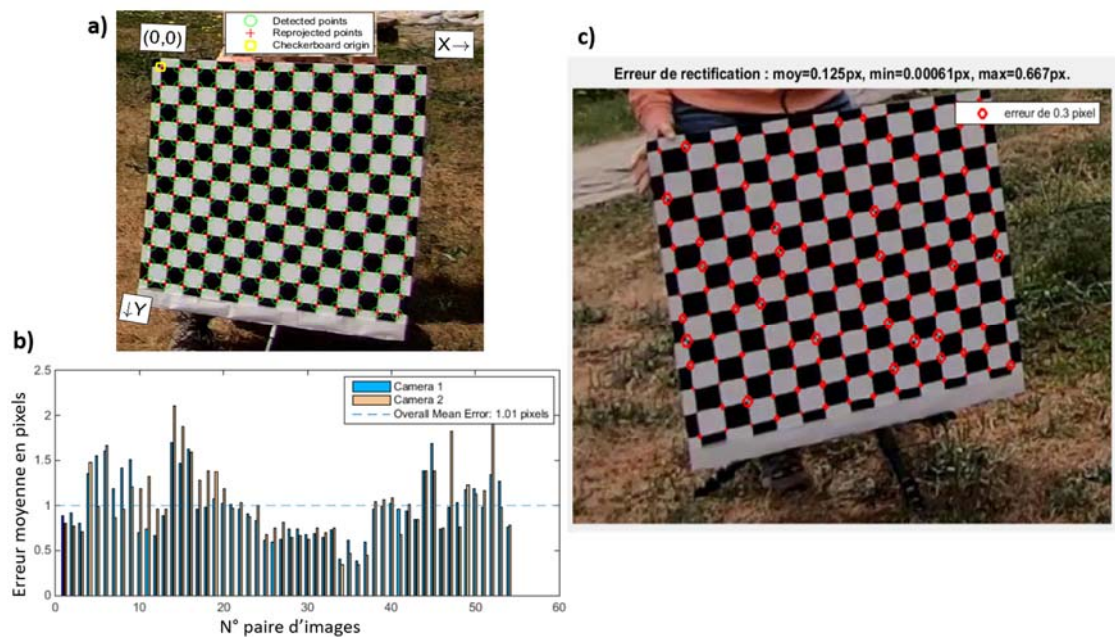 a)
Detected points
Reprojected points
Checkerboard origin
(0,0)
X→
↓Y
b)
Erreur moyenne en pixels
2.5
2
1.5
1
0.5
0
Camera 1
Camera 2
Overall Mean Error: 1.01 pixels
0 10 20 30 40 50 60
N° paire d'images
c)
Erreur de rectification : moy=0.125px, min=0.00061px, max=0.667px.
erreur de 0.3 pixel